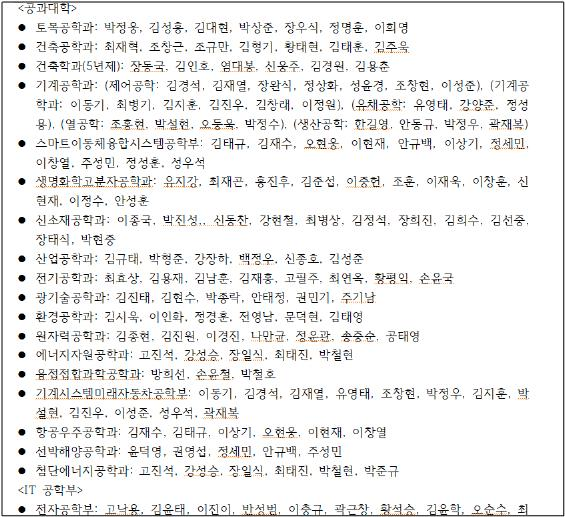 <공과대학>
● 토목공학과: 박정웅, 김성홍, 김대현, 박상준, 장우식, 정명훈, 이희영
● 건축공학과: 최재혁, 조창근, 조규만, 김형기, 황태현, 김태훈, 김주욱
● 건축학과(5년제): 장동국, 김인호, 염대봉, 신웅주, 김경원, 김용춘
● 기계공학과: (제어공학: 김경석, 김재열, 장완식, 정상화, 성윤경, 조창현, 이성준), (기계공
학과: 이동기, 최병기, 김지훈, 김진우, 김창래, 이정원), (유체공학: 유영태, 강양준, 정성
용), (열공학: 조홍현, 박설현, 오동욱, 박정수), (생산공학: 한길영, 안동규, 박정우, 곽재복)
● 스마트이동체융합시스템공학부: 김태규, 김재수, 오현웅, 이현재, 안규백, 이상기, 정세민,
이창열, 주성민, 정성훈, 성우석
● 생명화학고분자공학과: 유지강, 최재곤, 홍진후, 김준섭, 이중헌, 조훈, 이재욱, 이창훈, 신
현재, 이정수, 안성훈
● 신소재공학과: 이종국, 박진성,, 신동찬, 강현철, 최병상, 김정석, 장희진, 김희수, 김선중,
장태식, 박현중
● 산업공학과: 김규태, 박형준, 강장하, 백정우, 신종호, 김성준
● 전기공학과: 최효상, 김용재, 김남훈, 김재홍, 고필주, 최연옥, 황평익, 손윤국
● 광기술공학과: 김진태, 김현수, 박종락, 안태정, 권민기, 주기남
● 환경공학과: 김시욱, 이인화, 정경훈, 전영남, 문덕현, 김태영
● 원자력공학과: 김종현, 김진원, 이경진, 나만균, 정운관, 송종순, 공태영
● 에너지자원공학과: 고진석, 강성승, 장일식, 최태진, 박철현
● 용접접합과학공학과: 방희선, 손윤철, 박철호
● 기계시스템미래자동차공학부: 이동기, 김경석, 김재열, 유영태, 조창현, 박정우, 김지훈, 박
설현, 김진우, 이성준, 성우석, 곽재복
● 항공우주공학과: 김재수, 김태규, 이상기, 오현웅, 이현재, 이창열
● 선박해양공학과: 윤덕영, 권영섭, 정세민, 안규백, 주성민
● 첨단에너지공학과: 고진석, 강성승, 장일식, 최태진, 박철현, 박준규
<IT 공학부>
● 전자공학부: 고낙용, 김윤태, 이진이, 반성범, 이충규, 곽근창, 황석승, 김윤학, 오순수, 최